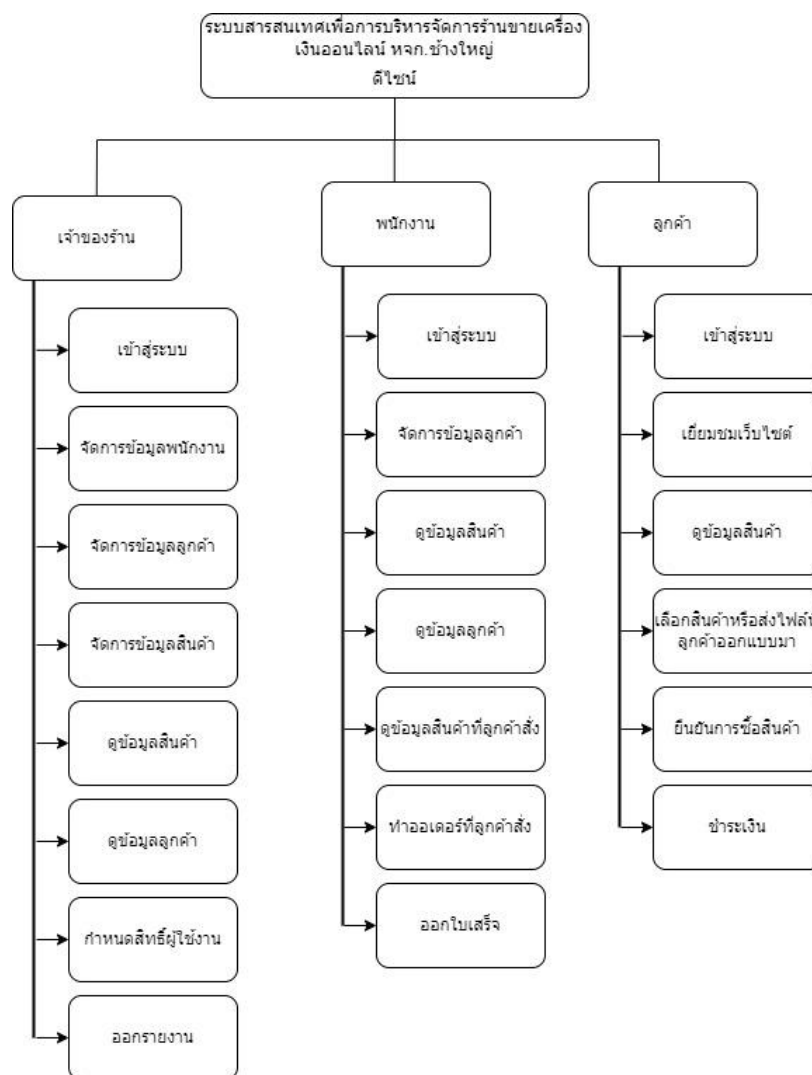 ระบบสารสนเทศเพื่อการบริหารจัดการร้านขายเครื่อง
เงินออนไลน์ หจก.ช้างใหญ่
ดีไซน์
เจ้าของร้าน
เข้าสู่ระบบ
จัดการข้อมูลพนักงาน
จัดการข้อมูลลูกค้า
จัดการข้อมูลสินค้า
ดูข้อมูลสินค้า
ดูข้อมูลลูกค้า
กำหนดสิทธิ์ผู้ใช้งาน
ออกรายงาน
พนักงาน
เข้าสู่ระบบ
จัดการข้อมูลลูกค้า
ดูข้อมูลสินค้า
ดูข้อมูลลูกค้า
ดูข้อมูลสินค้าที่ลูกค้าสั่ง
ทำออเดอร์ที่ลูกค้าสั่ง
ออกใบเสร็จ
ลูกค้า
เข้าสู่ระบบ
เยี่ยมชมเว็บไซต์
ดูข้อมูลสินค้า
เลือกสินค้าหรือส่งไฟล์
ลูกค้าออกแบบมา
ยืนยันการซื้อสินค้า
ชำระเงิน